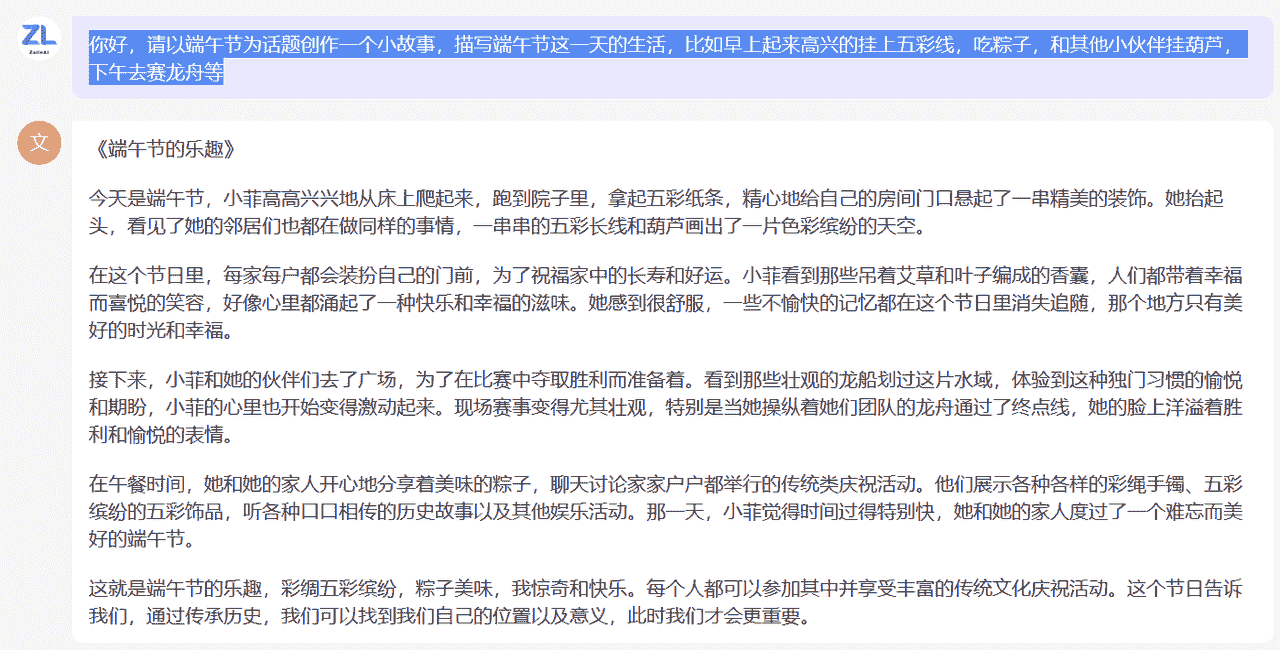 ZL
ZelinAI
你好，请以端午节为话题创作一个小故事，描写端午节这一天的生活，比如早上起来高兴的挂上五彩线，吃粽子，和其他小伙伴挂葫芦，
下午去赛龙舟等
文
《端午节的乐趣》
今天是端午节，小菲高高兴兴地从床上爬起来，跑到院子里，拿起五彩纸条，精心地给自己的房间门口悬起了一串精美的装饰。她抬起
头，看见了她的邻居们也都在做同样的事情，一串串的五彩长线和葫芦画出了一片色彩缤纷的天空。
在这个节日里，每家每户都会装扮自己的门前，为了祝福家中的长寿和好运。小菲看到那些吊着艾草和叶子编成的香囊，人们都带着幸福
而喜悦的笑容，好像心里都涌起了一种快乐和幸福的滋味。她感到很舒服，一些不愉快的记忆都在这个节日里消失追随，那个地方只有美
好的时光和幸福。
接下来，小菲和她的伙伴们去了广场，为了在比赛中夺取胜利而准备着。看到那些壮观的龙船划过这片水域，体验到这种独门习惯的愉悦
和期盼，小菲的心里也开始变得激动起来。现场赛事变得尤其壮观，特别是当她操纵着她们团队的龙舟通过了终点线，她的脸上洋溢着胜
利和愉悦的表情。
在午餐时间，她和她的家人开心地分享着美味的粽子，聊天讨论家家户户都举行的传统类庆祝活动。他们展示各种各样的彩绳手镯、五彩
缤纷的五彩饰品，听各种口口相传的历史故事以及其他娱乐活动。那一天，小菲觉得时间过得特别快，她和她的家人度过了一个难忘而美
好的端午节。
这就是端午节的乐趣，彩绸五彩缤纷，粽子美味，我惊奇和快乐。每个人都可以参加其中并享受丰富的传统文化庆祝活动。这个节日告诉
我们，通过传承历史，我们可以找到我们自己的位置以及意义，此时我们才会更重要。